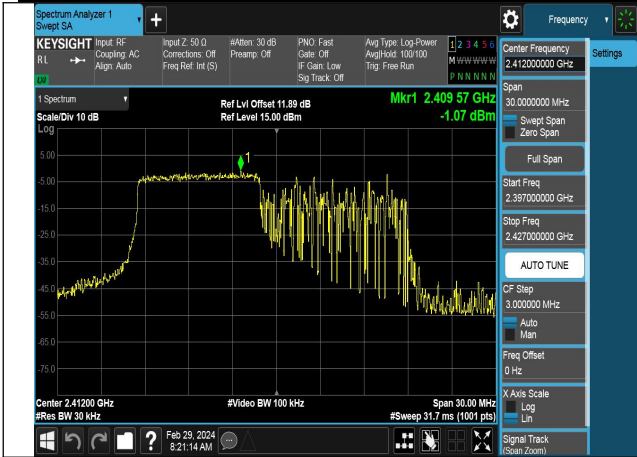 Spectrum Analyzer 1
Swept SA
Frequency
KEYSIGHT
RL
Input: RF
Coupling: AC
Align: Auto
Input Z: 50 Ω
Corrections: Off
Freq Ref: Int (S)
#Atten: 30 dB
Preamp: Off
PNO: Fast
Gate: Off
IF Gain: Low
Sig Track: Off
Avg Type: Log-Power
Avg|Hold: 100/100
Trig: Free Run
1 2 3 4 5 6
M W W W W W
P N N N N N
Center Frequency
2.412000000 GHz
Settings
Span
30.0000000 MHz
Swept Span
Zero Span
Full Span
Start Freq
2.397000000 GHz
Stop Freq
2.427000000 GHz
AUTO TUNE
CF Step
3.000000 MHz
Auto
Man
Freq Offset
0 Hz
X Axis Scale
Log
Lin
Signal Track
(Span Zoom)
1 Spectrum
Scale/Div 10 dB
Ref Lvl Offset 11.89 dB
Ref Level 15.00 dBm
Mkr1 2.409 57 GHz
-1.07 dBm
Log
1
5.00
-5.00
-15.0
-25.0
-35.0
-45.0
-55.0
-65.0
-75.0
Center 2.41200 GHz
#Res BW 30 kHz
#Video BW 100 kHz
Span 30.00 MHz
#Sweep 31.7 ms (1001 pts)
?
Feb 29, 2024
8:21:14 AM